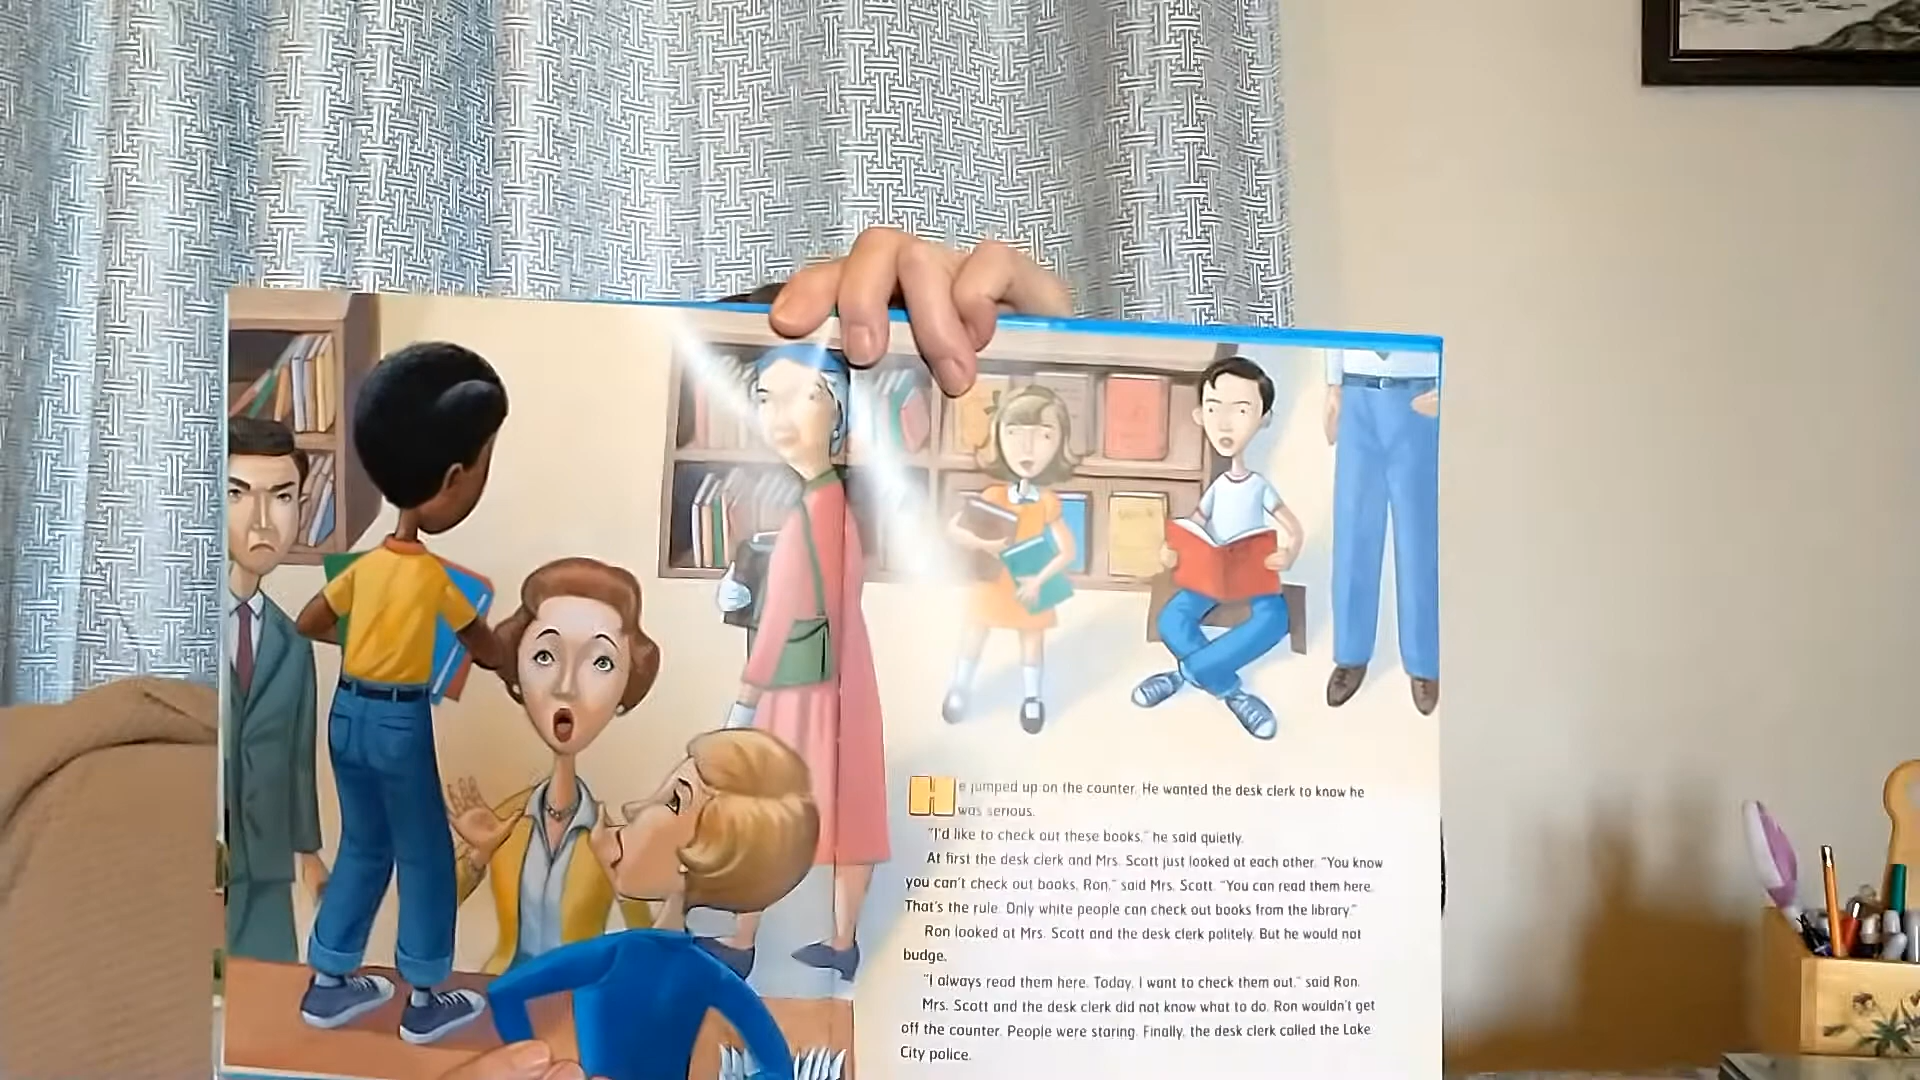 He jumped up on the counter. He wanted the desk clerk to know he
was serious.
"I'd like to check out these books," he said quietly.
At first the desk clerk and Mrs. Scott just looked at each other. "You know
you can't check out books, Ron," said Mrs. Scott. "You can read them here.
That's the rule. Only white people can check out books from the library."
Ron looked at Mrs. Scott and the desk clerk politely. But he would not
budge.
"I always read them here. Today, I want to check them out," said Ron.
Mrs. Scott and the desk clerk did not know what to do. Ron wouldn't get
off the counter. People were staring. Finally, the desk clerk called the Lake
City police.